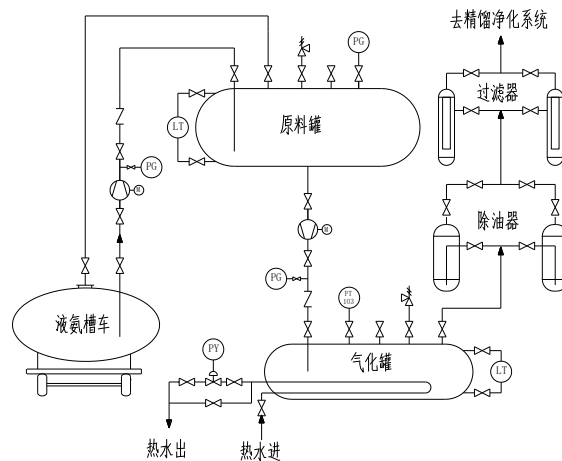 去精馏净化系统
PG
过滤器
LT
原料罐
PG
M
除油器
M
PG
PT
103
液氨槽车
PY
气化罐
LT
热水出
热水进